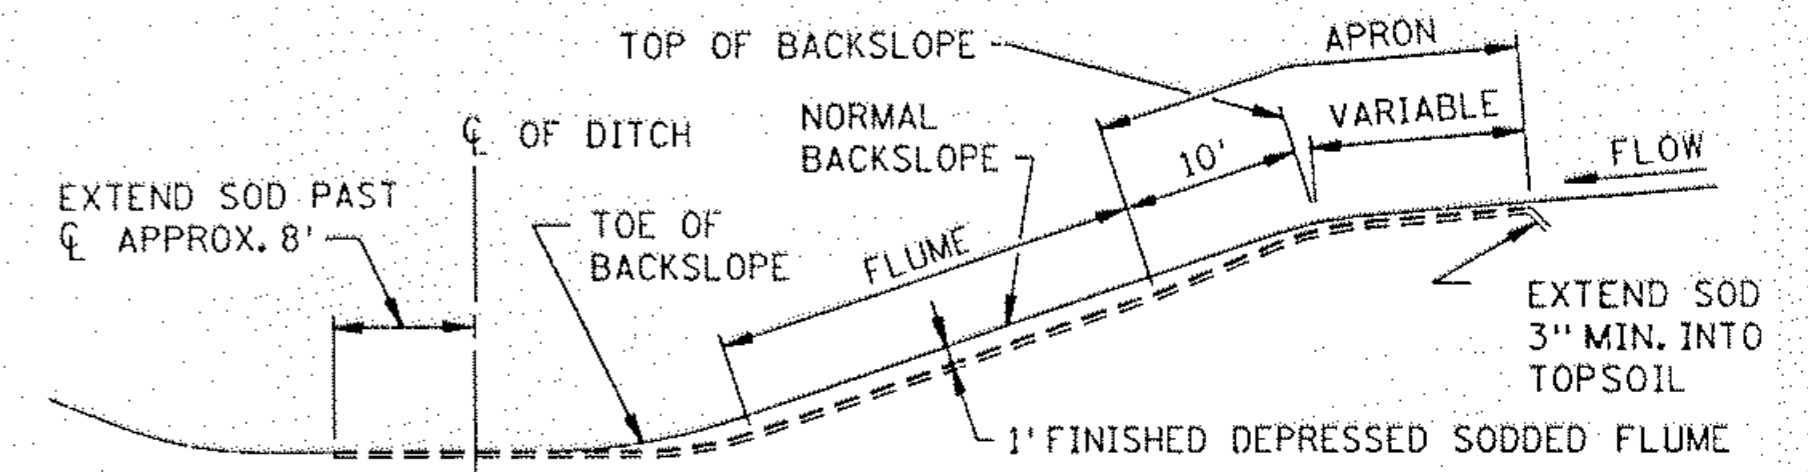 TOP OF BACKSLOPE
APRON
VARIABLE
NORMAL
BACKSLOPE
℄ OF DITCH
10'
FLOW
EXTEND SOD PAST
℄ APPROX. 8'
TOE OF
BACKSLOPE
FLUME
EXTEND SOD
3" MIN. INTO
TOPSOIL
1' FINISHED DEPRESSED SODDED FLUME